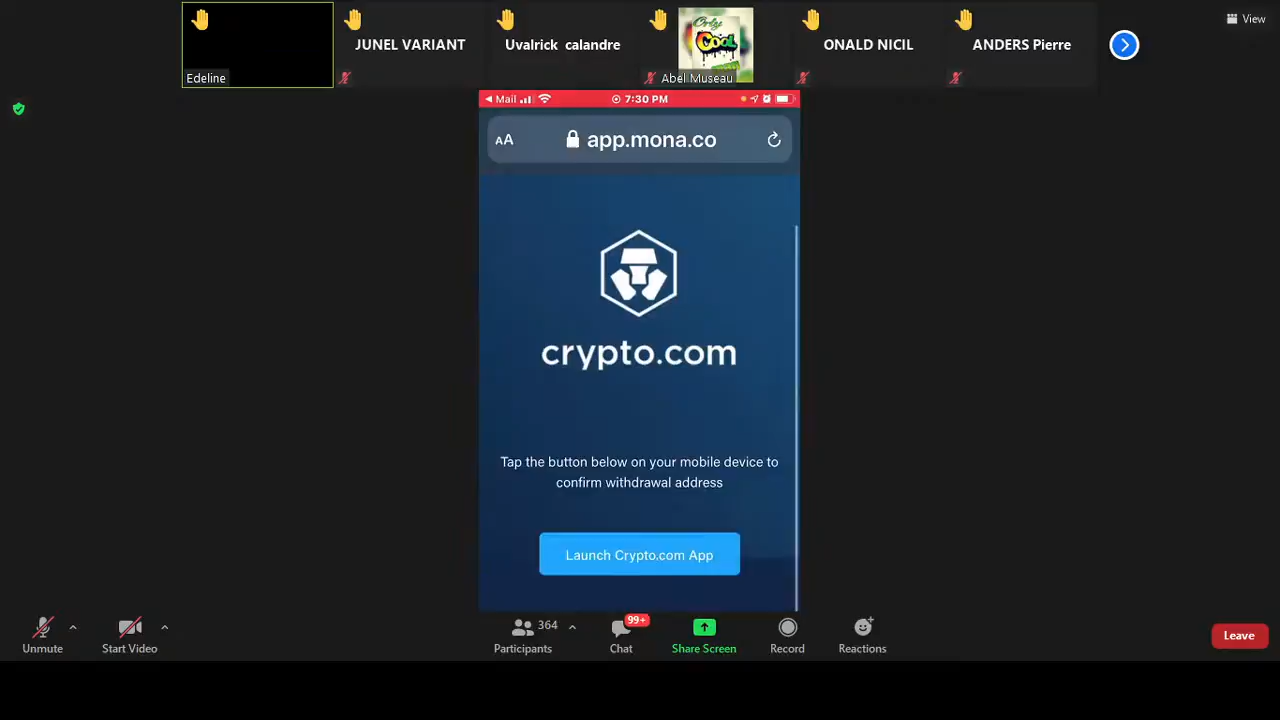 View
Edeline
JUNEL VARIANT
Uvalrick calandre
Only
COOL
Abel Museau
ONALD NICIL
ANDERS Pierre
Mail
7:30 PM
AA
app.mona.co
crypto.com
Tap the button below on your mobile device to
confirm withdrawal address
Launch Crypto.com App
Unmute
Start Video
364
Participants
99+
Chat
Share Screen
Record
Reactions
Leave